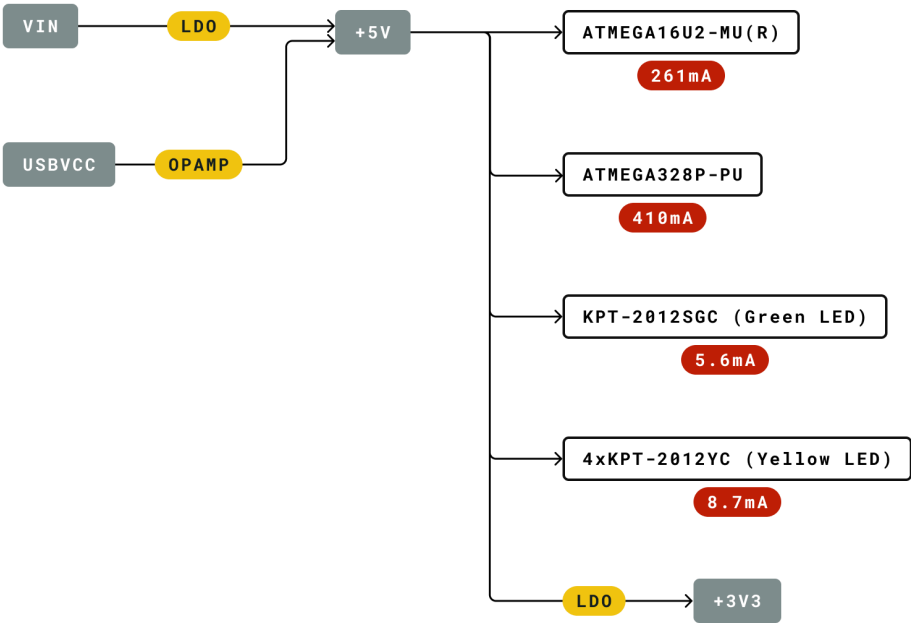 VIN
LDO
+5V
ATMEGA16U2-MU(R)
261mA
USBVCC
OPAMP
ATMEGA328P-PU
410mA
KPT-2012SGC (Green LED)
5.6mA
4xKPT-2012YC (Yellow LED)
8.7mA
LDO
+3V3